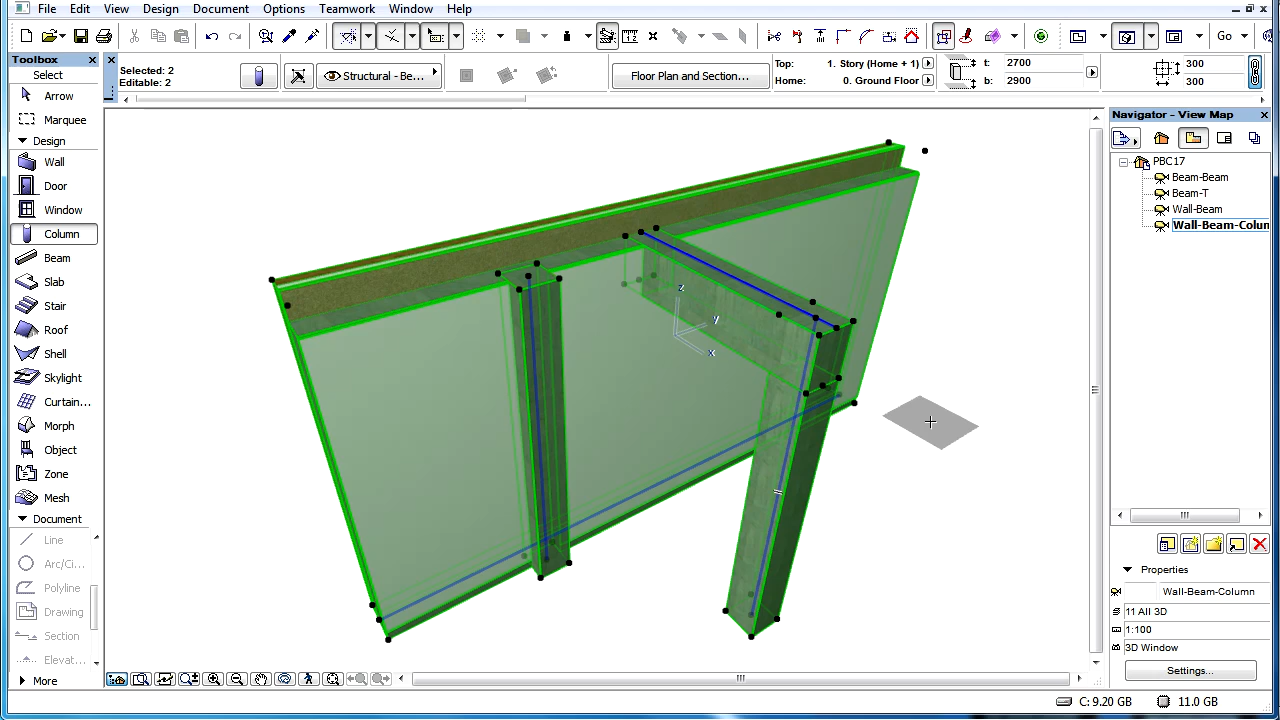 File Edit View Design Document Options Teamwork Window Help
Go
Toolbox
Select
Arrow
Marquee
Design
Wall
Door
Window
Column
Beam
Slab
Stair
Roof
Shell
Skylight
Curtain...
Morph
Object
Zone
Mesh
Document
Line
Arc/Ci...
Polyline
Drawing
Section
Elevat...
More
Selected: 2
Editable: 2
Structural - Be...
Floor Plan and Section...
Top: 1. Story (Home + 1)
Home: 0. Ground Floor
t: 2700
b: 2900
300
300
z
y
x
Navigator - View Map
PBC17
Beam-Beam
Beam-T
Wall-Beam
Wall-Beam-Colun
Properties
Wall-Beam-Column
11 All 3D
1:100
3D Window
Settings...
C: 9.20 GB
11.0 GB